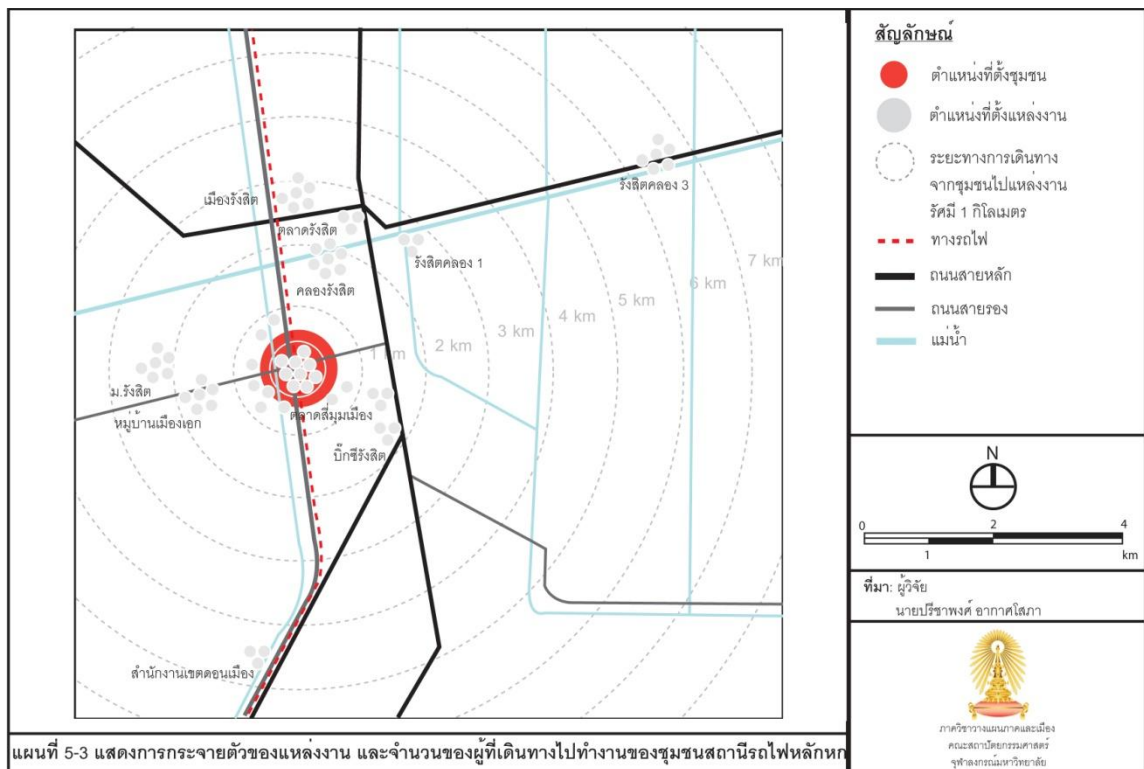 เมืองรังสิต
ตลาดรังสิต
รังสิตคลอง 3
รังสิตคลอง 1
คลองรังสิต
7 km
6 km
5 km
4 km
3 km
2 km
1 km
ม.รังสิต
หมู่บ้านเมืองเอก
ตลาดสี่มุมเมือง
บิ๊กซีรังสิต
สำนักงานเขตดอนเมือง
สัญลักษณ์
ตำแหน่งที่ตั้งชุมชน
ตำแหน่งที่ตั้งแหล่งงาน
ระยะทางการเดินทาง
จากชุมชนไปแหล่งงาน
รัศมี 1 กิโลเมตร
ทางรถไฟ
ถนนสายหลัก
ถนนสายรอง
แม่น้ำ
N
0 2 4
1 km
ที่มา: ผู้วิจัย
นายปรีชาพงศ์ อากาศโสภา
ภาควิชาวางแผนภาคและเมือง
คณะสถาปัตยกรรมศาสตร์
จุฬาลงกรณ์มหาวิทยาลัย
แผนที่ 5-3 แสดงการกระจายตัวของแหล่งงาน และจำนวนของผู้ที่เดินทางไปทำงานของชุมชนสถานีรถไฟหลักหก